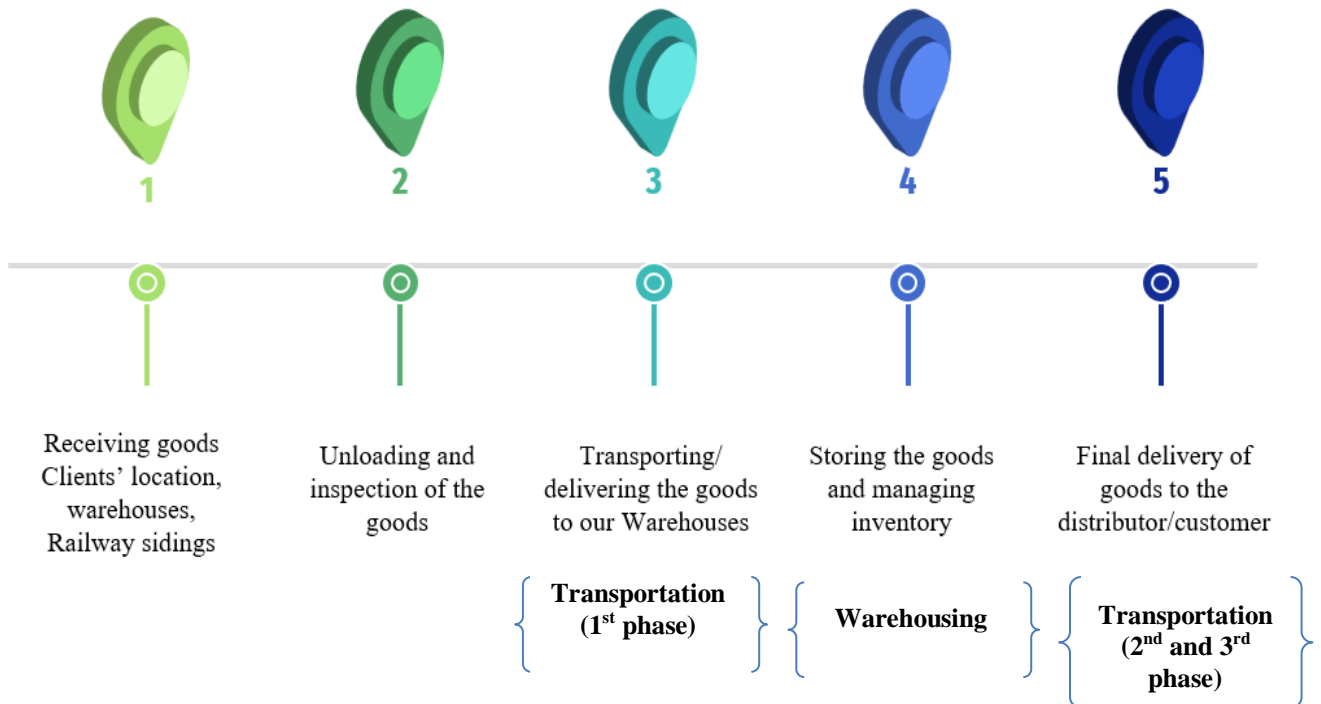 1
2
3
4
5
Receiving goods
Clients’ location,
warehouses,
Railway sidings
Unloading and
inspection of the
goods
Transporting/
delivering the goods
to our Warehouses
Storing the goods
and managing
inventory
Final delivery of
goods to the
distributor/customer
Transportation
(1st phase)
Warehousing
Transportation
(2nd and 3rd
phase)